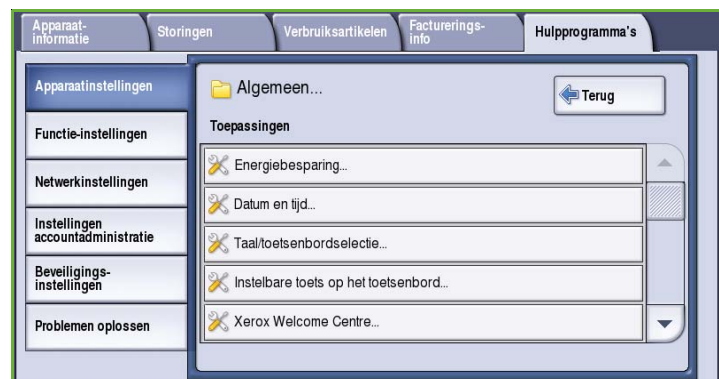 Apparaat-
informatie
Storingen
Verbruiksartikelen
Facturerings-
info
Hulpprogramma's
Apparaatinstellingen
Functie-instellingen
Netwerkinstellingen
Instellingen
accountadministratie
Beveiligings-
instellingen
Problemen oplossen
Algemeen...
Terug
Toepassingen
Energiebesparing...
Datum en tijd...
Taal/toetsenbordselectie...
Instelbare toets op het toetsenbord...
Xerox Welcome Centre...